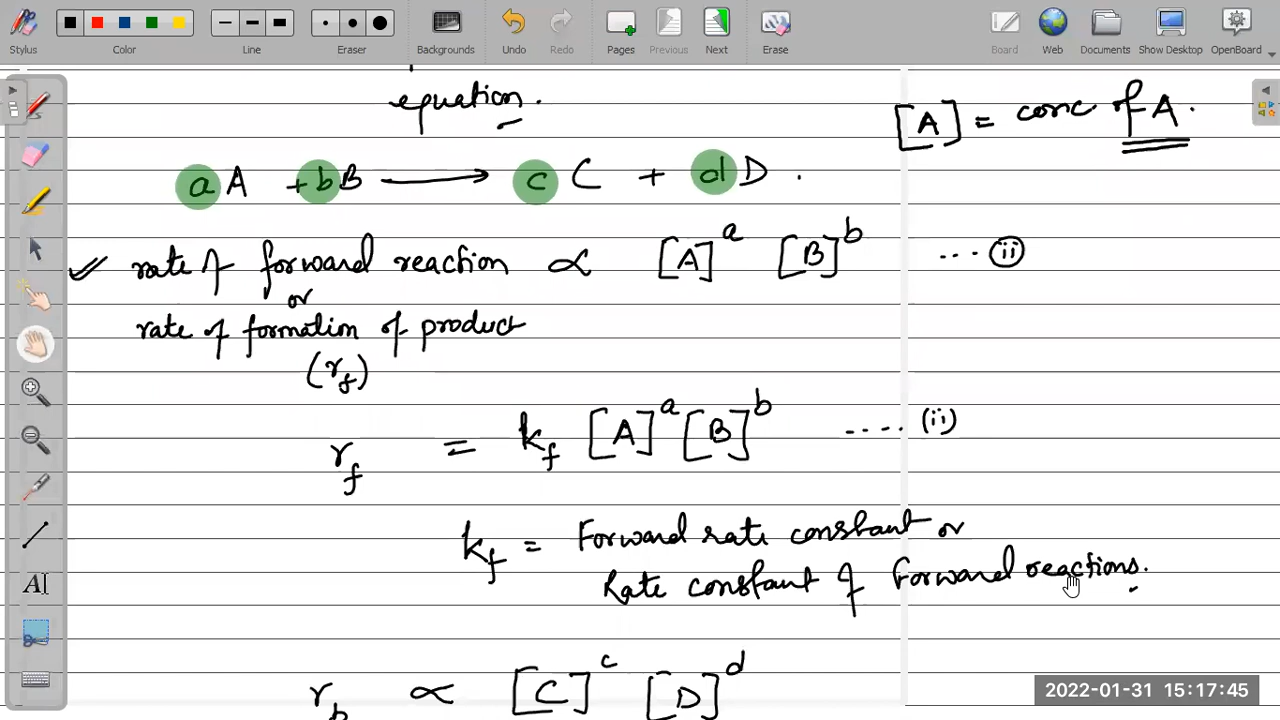 Stylus
Color
Line
Eraser
Backgrounds
Undo
Redo
Pages
Previous
Next
Erase
Board
Web
Documents
Show Desktop
OpenBoard
equation.
[A] = conc of A.
aA + bB ⟶ cC + dD.
✓ rate of forward reaction ∝ [A]^a [B]^b ... (ii)
or
rate of formation of product
(r_f)
r_f = k_f [A]^a [B]^b .... (ii)
k_f = Forward rate constant or
Rate constant of forward reactions.
r_b ∝ [C]^c [D]^d
2022-01-31 15:17:45